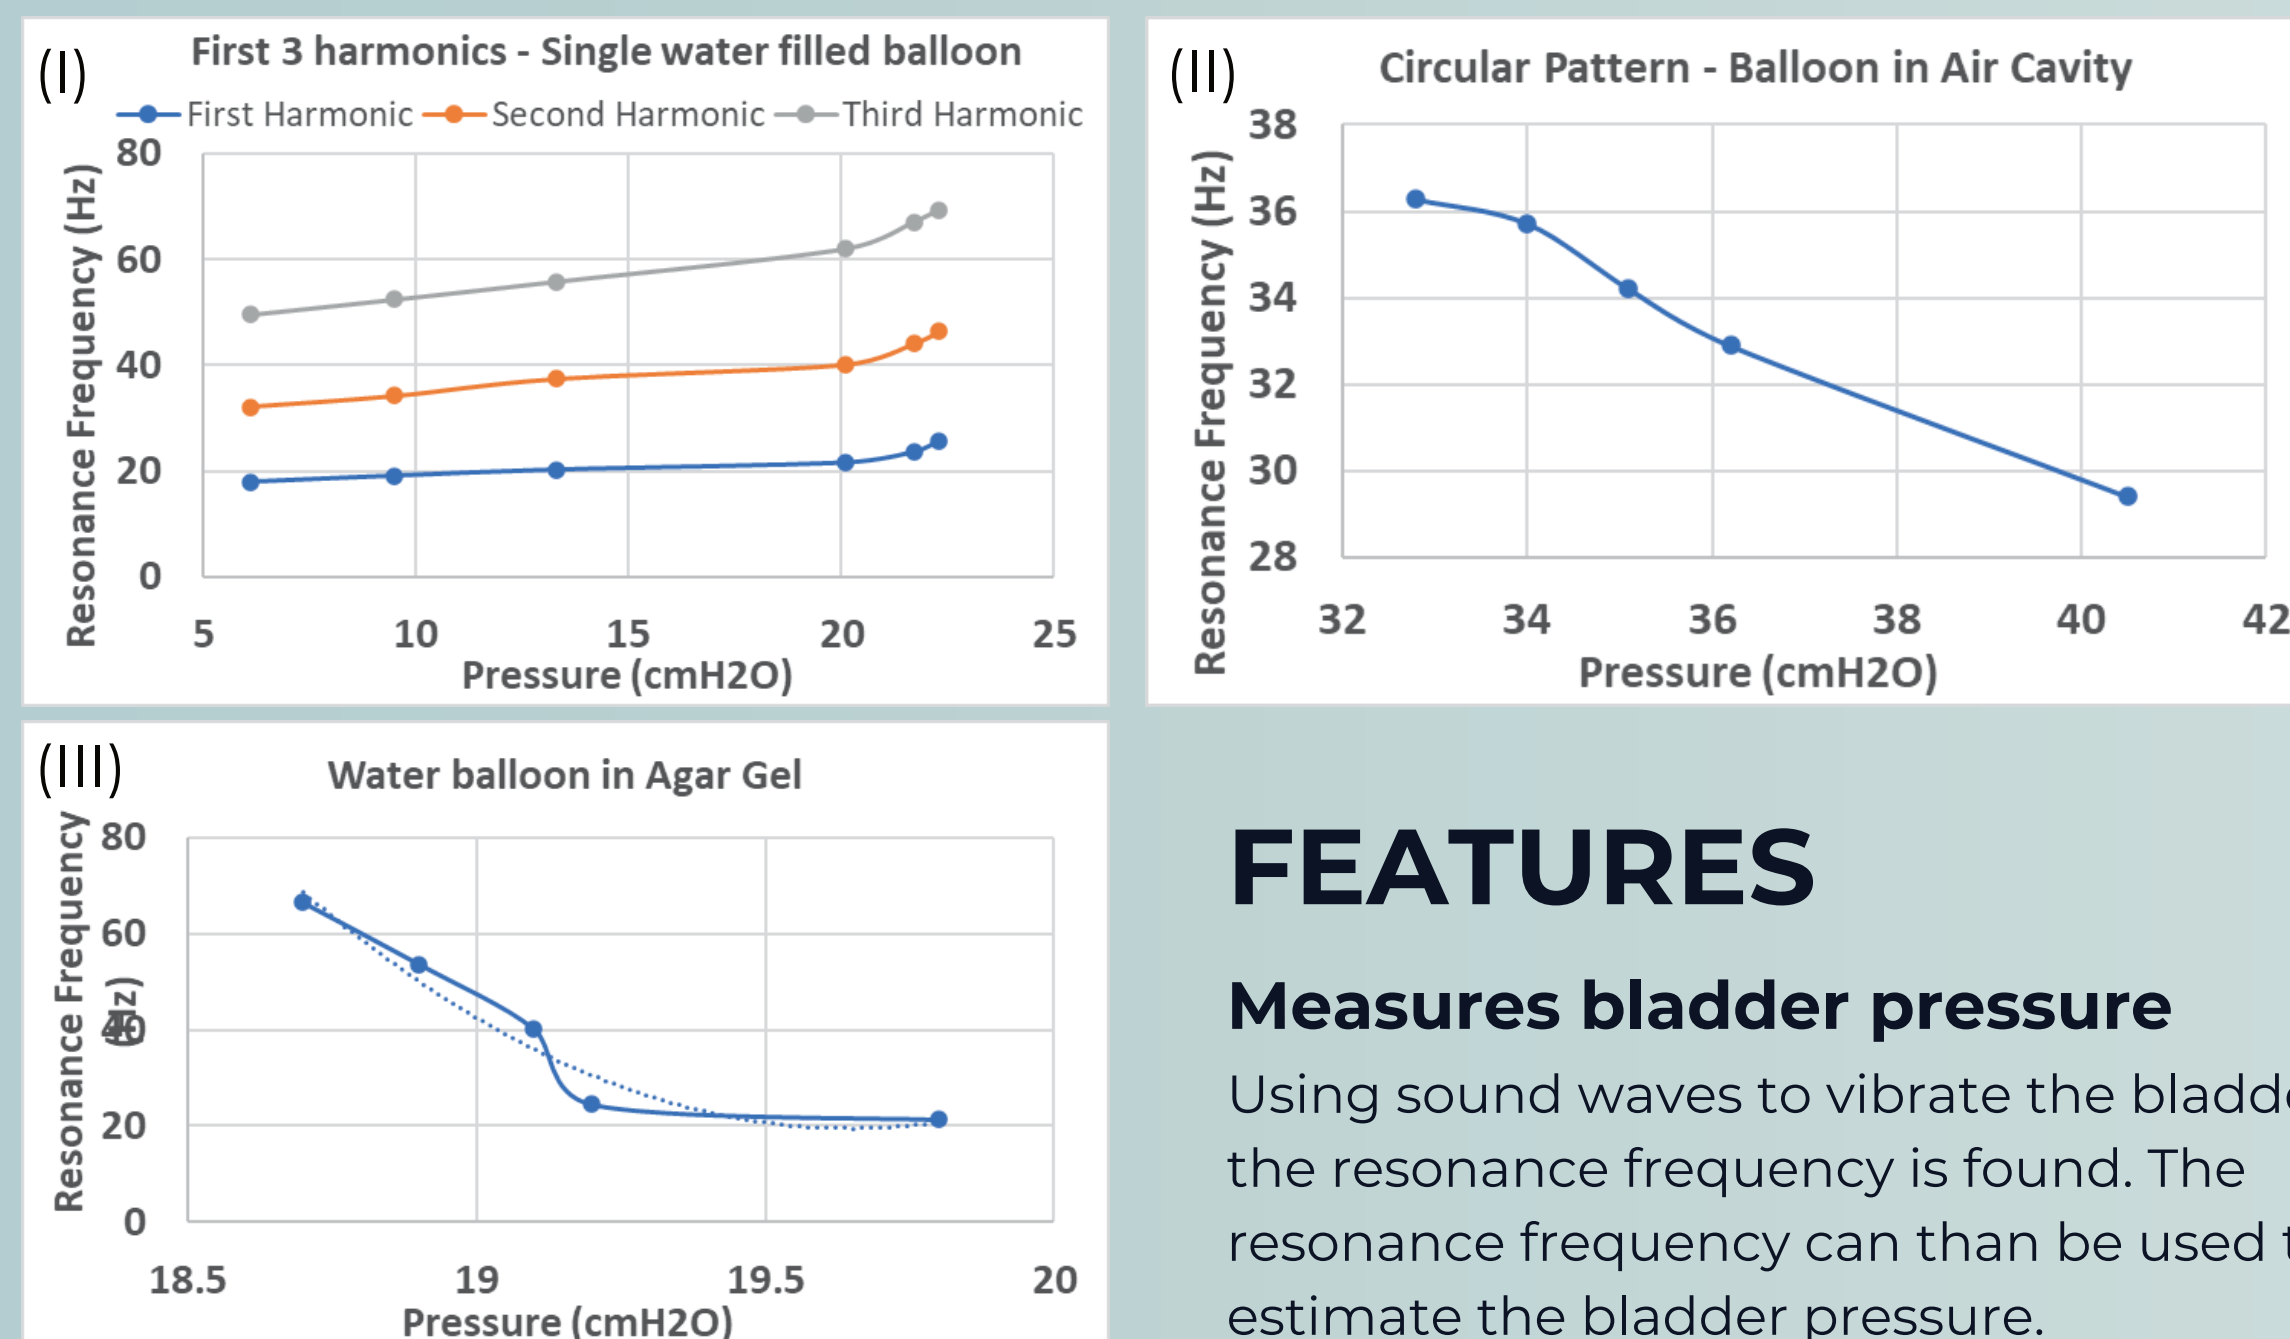 (I)
First 3 harmonics - Single water filled balloon
First Harmonic Second Harmonic Third Harmonic
Resonance Frequency (Hz)
80
60
40
20
0
5 10 15 20 25
Pressure (cmH2O)
(II)
Circular Pattern - Balloon in Air Cavity
Resonance Frequency (Hz)
38
36
34
32
30
28
32 34 36 38 40 42
Pressure (cmH2O)
(III)
Water balloon in Agar Gel
Resonance Frequency
(Hz)
80
60
40
20
0
18.5 19 19.5 20
Pressure (cmH2O)
FEATURES
Measures bladder pressure
Using sound waves to vibrate the
the resonance frequency is found. The
resonance frequency can than be used
estimate the bladder pressure.